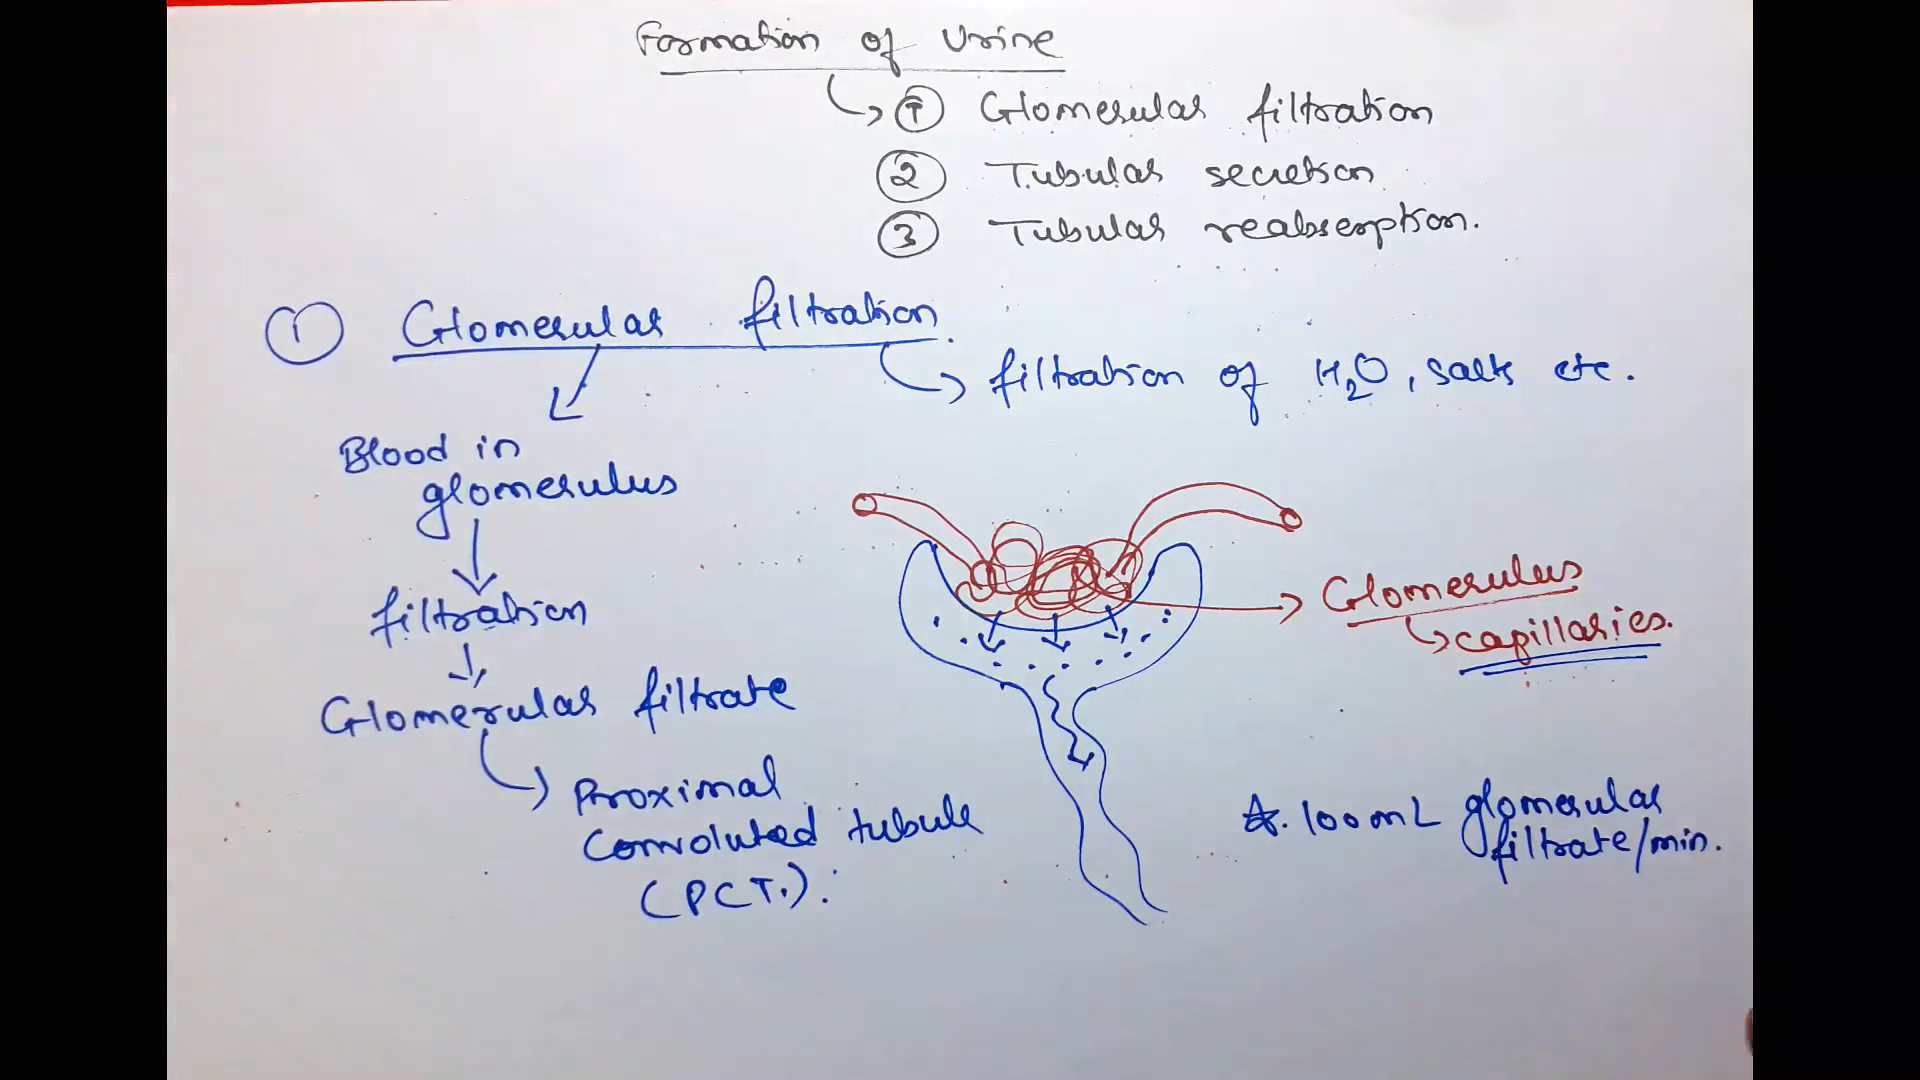 Formation of Urine
① Glomerular filtration
② Tubular secretion
③ Tubular reabsorption.
① Glomerular filtration.
filtration of H₂O, salts etc.
Blood in
glomerulus
filtration
Glomerular filtrate
Proximal
Convoluted tubule
(PCT.).
Glomerulus
capillaries.
☆. 100mL glomerular
filtrate/min.